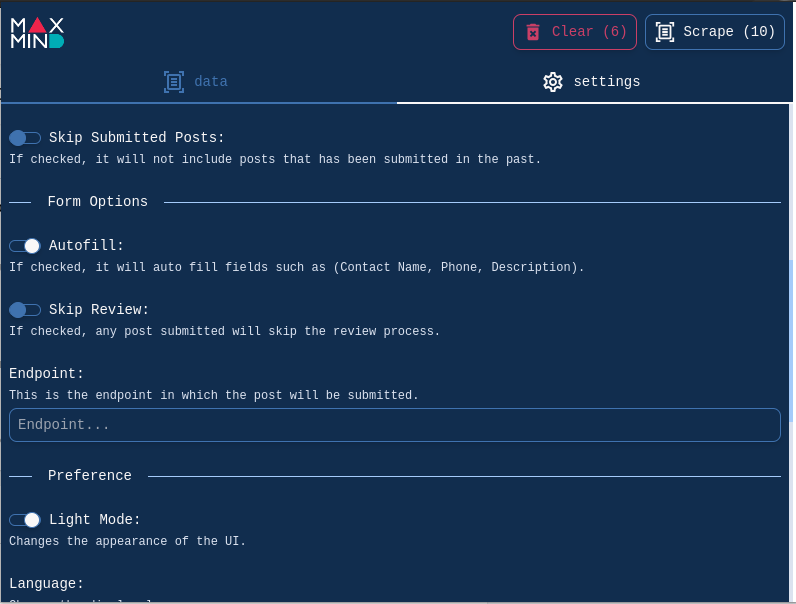 MAX
MIND
Clear (6)
Scrape (10)
data
settings
Skip Submitted Posts:
If checked, it will not include posts that has been submitted in the past.
Form Options
Autofill:
If checked, it will auto fill fields such as (Contact Name, Phone, Description).
Skip Review:
If checked, any post submitted will skip the review process.
Endpoint:
This is the endpoint in which the post will be submitted.
Endpoint...
Preference
Light Mode:
Changes the appearance of the UI.
Language: